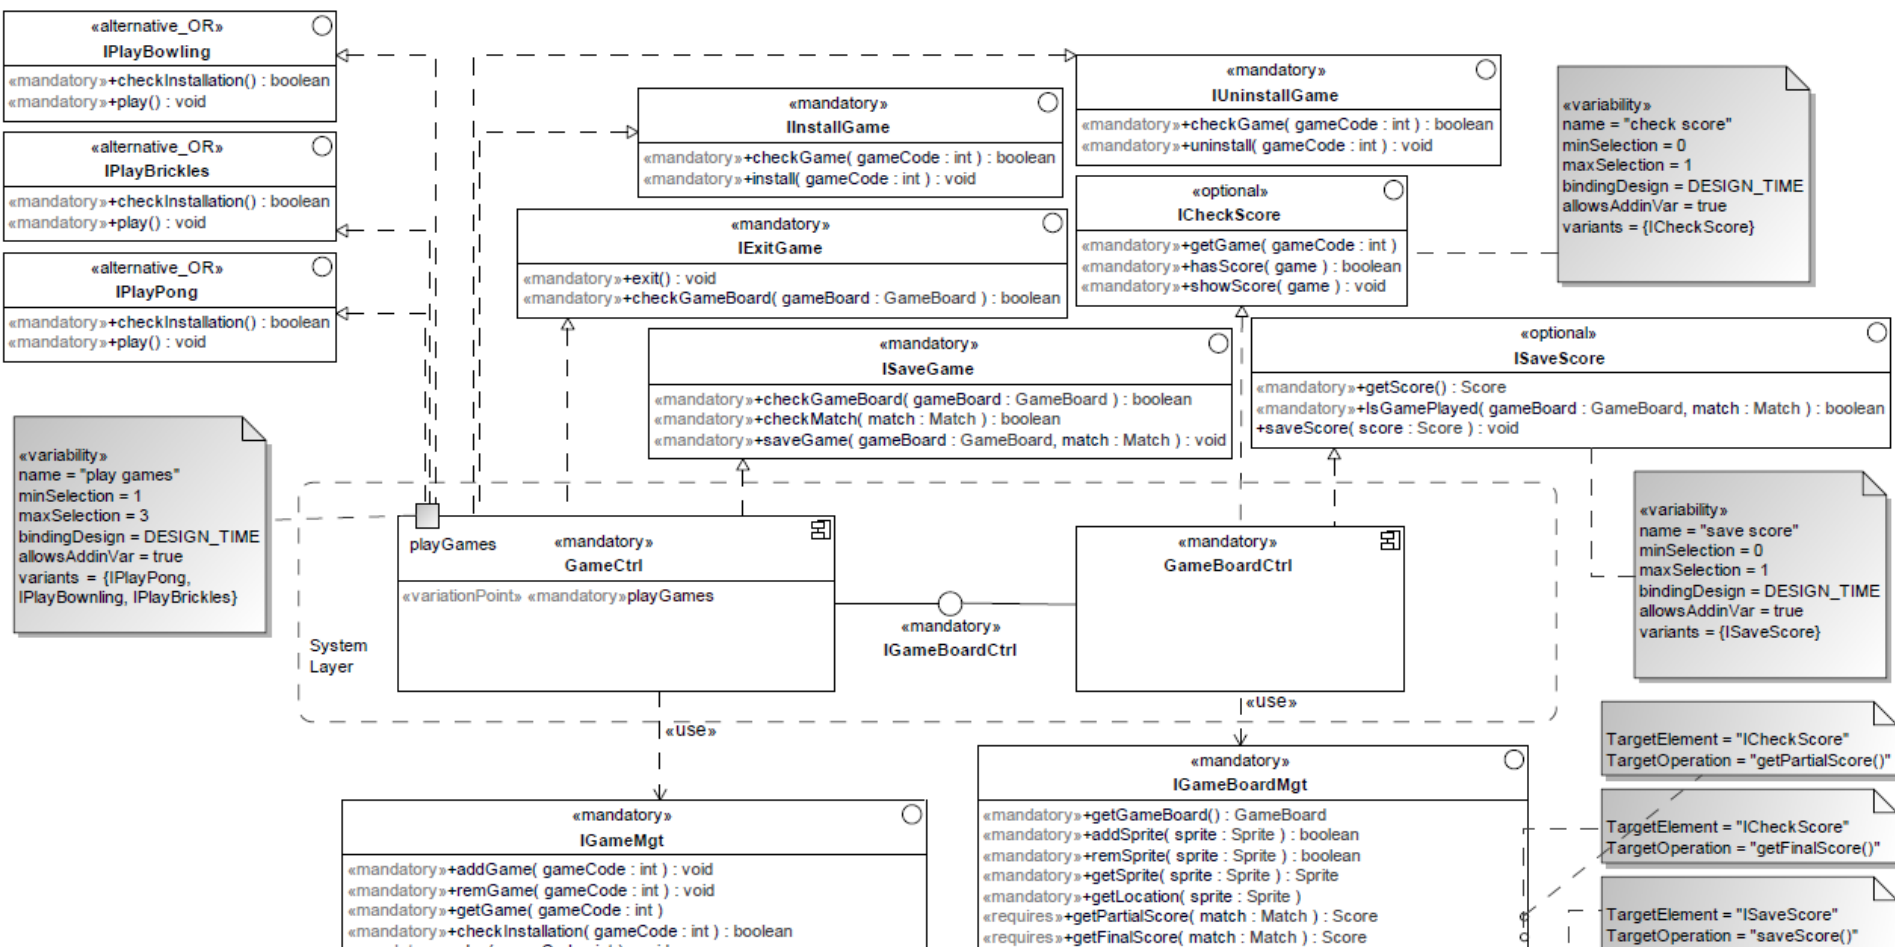 «alternative_OR»
IPlayBowling
«mandatory»+checkInstallation() : boolean
«mandatory»+play() : void
«alternative_OR»
IPlayBrickles
«mandatory»+checkInstallation() : boolean
«mandatory»+play() : void
«alternative_OR»
IPlayPong
«mandatory»+checkInstallation() : boolean
«mandatory»+play() : void
«mandatory»
IInstallGame
«mandatory»+checkGame( gameCode : int ) : boolean
«mandatory»+install( gameCode : int ) : void
«mandatory»
IUninstallGame
«mandatory»+checkGame( gameCode : int ) : boolean
«mandatory»+uninstall( gameCode : int ) : void
«variability»
name = "check score"
minSelection = 0
maxSelection = 1
bindingDesign = DESIGN_TIME
allowsAddinVar = true
variants = {ICheckScore}
«mandatory»
IExitGame
«mandatory»+exit() : void
«mandatory»+checkGameBoard( gameBoard : GameBoard ) : boolean
«optional»
ICheckScore
«mandatory»+getGame( gameCode : int )
«mandatory»+hasScore( game ) : boolean
«mandatory»+showScore( game ) : void
«mandatory»
ISaveGame
«mandatory»+checkGameBoard( gameBoard : GameBoard ) : boolean
«mandatory»+checkMatch( match : Match ) : boolean
«mandatory»+saveGame( gameBoard : GameBoard, match : Match ) : void
«optional»
ISaveScore
«mandatory»+getScore() : Score
«mandatory»+IsGamePlayed( gameBoard : GameBoard, match : Match ) : boolean
+saveScore( score : Score ) : void
«variability»
name = "play games"
minSelection = 1
maxSelection = 3
bindingDesign = DESIGN_TIME
allowsAddinVar = true
variants = {IPlayPong,
IPlayBownling, IPlayBrickles}
«variability»
name = "save score"
minSelection = 0
maxSelection = 1
bindingDesign = DESIGN_TIME
allowsAddinVar = true
variants = {ISaveScore}
System
Layer
playGames
«mandatory»
GameCtrl
«variationPoint» «mandatory»playGames
«mandatory»
IGameBoardCtrl
«mandatory»
GameBoardCtrl
«use»
«use»
«mandatory»
IGameMgt
«mandatory»+addGame( gameCode : int ) : void
«mandatory»+remGame( gameCode : int ) : void
«mandatory»+getGame( gameCode : int )
«mandatory»+checkInstallation( gameCode : int ) : boolean
«mandatory»
IGameBoardMgt
«mandatory»+getGameBoard() : GameBoard
«mandatory»+addSprite( sprite : Sprite ) : boolean
«mandatory»+remSprite( sprite : Sprite ) : boolean
«mandatory»+getSprite( sprite : Sprite ) : Sprite
«mandatory»+getLocation( sprite : Sprite )
«requires»+getPartialScore( match : Match ) : Score
«requires»+getFinalScore( match : Match ) : Score
TargetElement = "ICheckScore"
TargetOperation = "getPartialScore()"
TargetElement = "ICheckScore"
TargetOperation = "getFinalScore()"
TargetElement = "ISaveScore"
TargetOperation = "saveScore()"